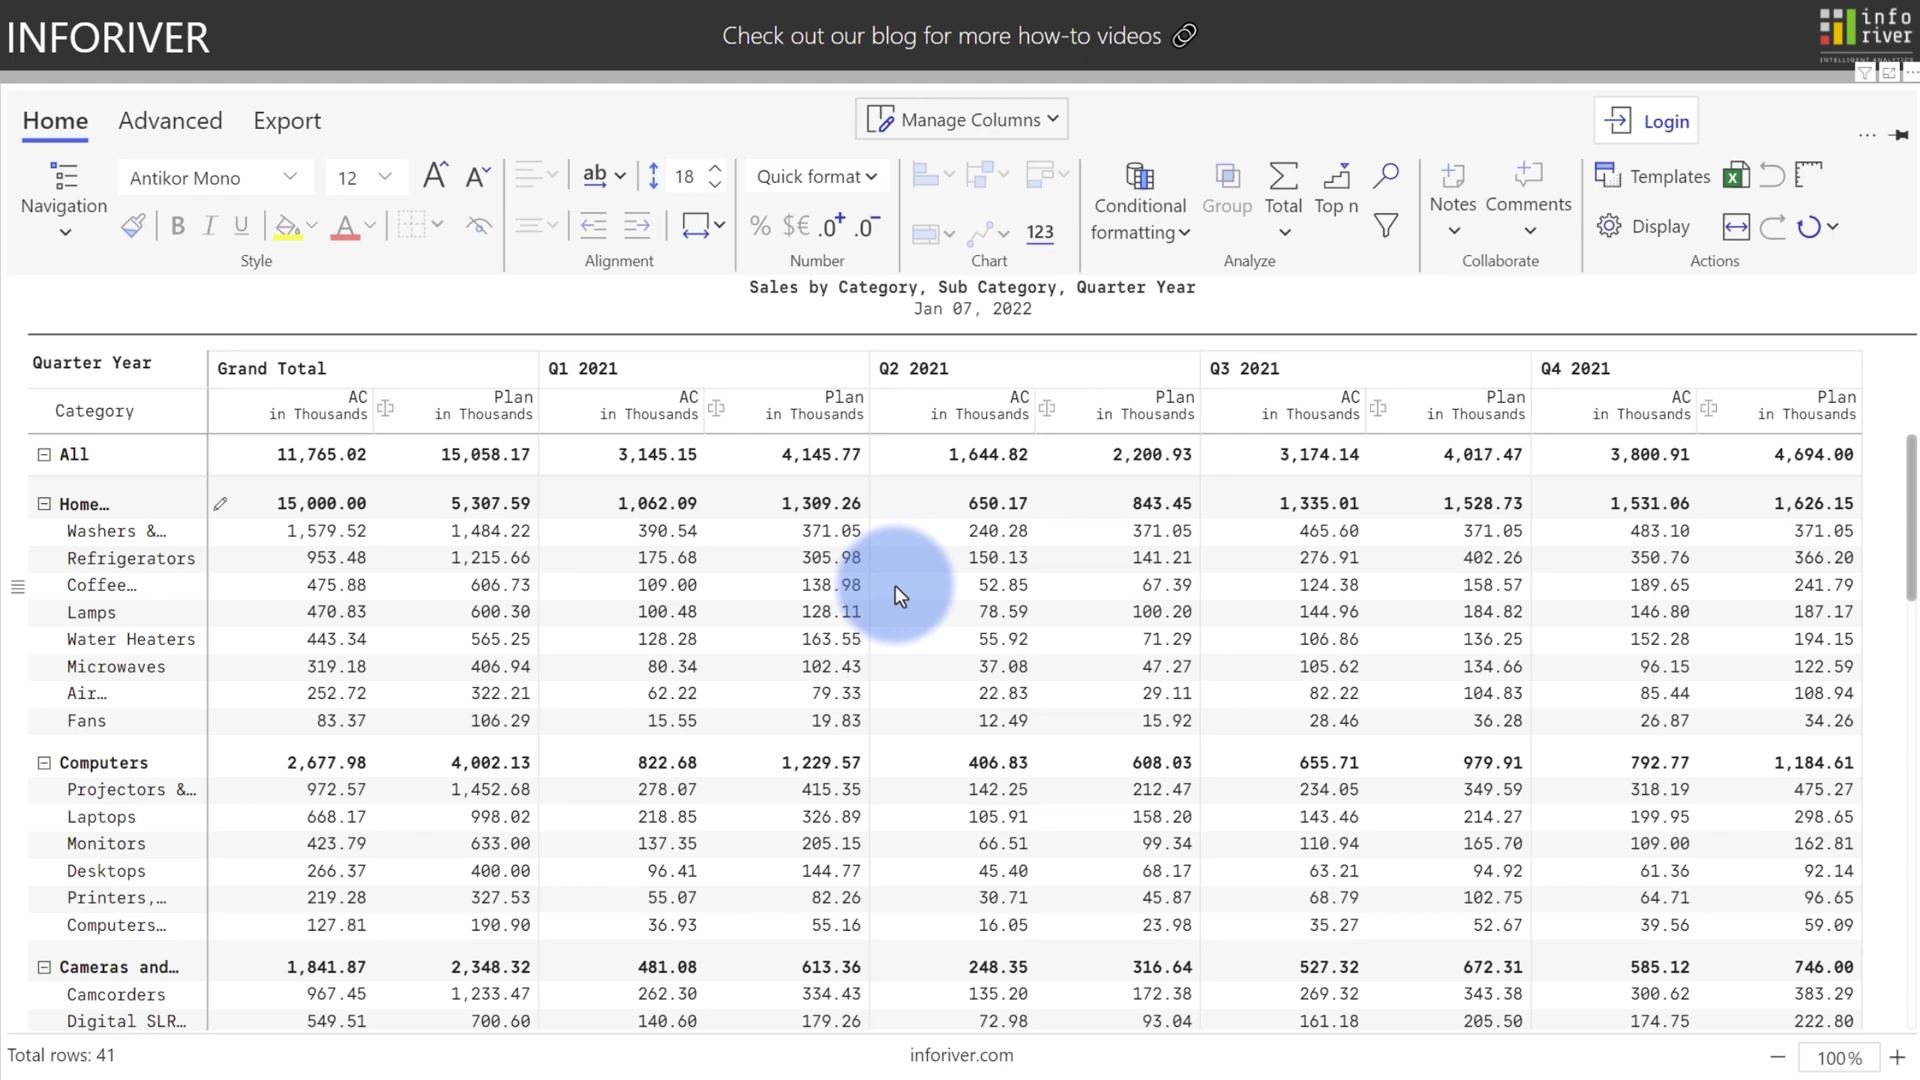 INFORIVER
Check out our blog for more how-to videos
info
river
INTELLIGENT ANALYTICS
Home Advanced Export
Manage Columns
Login
Navigation
Antikor Mono 12
ab 18
Quick format
B I U A
% $€ .0+ .0-
123
Conditional
formatting
Group Total Top n
Notes Comments
Templates
Display
Style Alignment Number Chart Analyze Collaborate Actions
Sales by Category, Sub Category, Quarter Year
Jan 07, 2022
Quarter Year Grand Total Q1 2021 Q2 2021 Q3 2021 Q4 2021
Category AC Plan AC Plan AC Plan AC Plan AC Plan
in Thousands in Thousands in Thousands in Thousands in Thousands in Thousands in Thousands in Thousands in Thousands in Thousands
All 11,765.02 15,058.17 3,145.15 4,145.77 1,644.82 2,200.93 3,174.14 4,017.47 3,800.91 4,694.00
Home… 15,000.00 5,307.59 1,062.09 1,309.26 650.17 843.45 1,335.01 1,528.73 1,531.06 1,626.15
Washers &… 1,579.52 1,484.22 390.54 371.05 240.28 371.05 465.60 371.05 483.10 371.05
Refrigerators 953.48 1,215.66 175.68 305.98 150.13 141.21 276.91 402.26 350.76 366.20
Coffee… 475.88 606.73 109.00 138.98 52.85 67.39 124.38 158.57 189.65 241.79
Lamps 470.83 600.30 100.48 128.11 78.59 100.20 144.96 184.82 146.80 187.17
Water Heaters 443.34 565.25 128.28 163.55 55.92 71.29 106.86 136.25 152.28 194.15
Microwaves 319.18 406.94 80.34 102.43 37.08 47.27 105.62 134.66 96.15 122.59
Air… 252.72 322.21 62.22 79.33 22.83 29.11 82.22 104.83 85.44 108.94
Fans 83.37 106.29 15.55 19.83 12.49 15.92 28.46 36.28 26.87 34.26
Computers 2,677.98 4,002.13 822.68 1,229.57 406.83 608.03 655.71 979.91 792.77 1,184.61
Projectors &… 972.57 1,452.68 278.07 415.35 142.25 212.47 234.05 349.59 318.19 475.27
Laptops 668.17 998.02 218.85 326.89 105.91 158.20 143.46 214.27 199.95 298.65
Monitors 423.79 633.00 137.35 205.15 66.51 99.34 110.94 165.70 109.00 162.81
Desktops 266.37 400.00 96.41 144.77 45.40 68.17 63.21 94.92 61.36 92.14
Printers,… 219.28 327.53 55.07 82.26 30.71 45.87 68.79 102.75 64.71 96.65
Computers… 127.81 190.90 36.93 55.16 16.05 23.98 35.27 52.67 39.56 59.09
Cameras and… 1,841.87 2,348.32 481.08 613.36 248.35 316.64 527.32 672.31 585.12 746.00
Camcorders 967.45 1,233.47 262.30 334.43 135.20 172.38 269.32 343.38 300.62 383.29
Digital SLR… 549.51 700.60 140.60 179.26 72.98 93.04 161.18 205.50 174.75 222.80
Total rows: 41 inforiver.com 100%